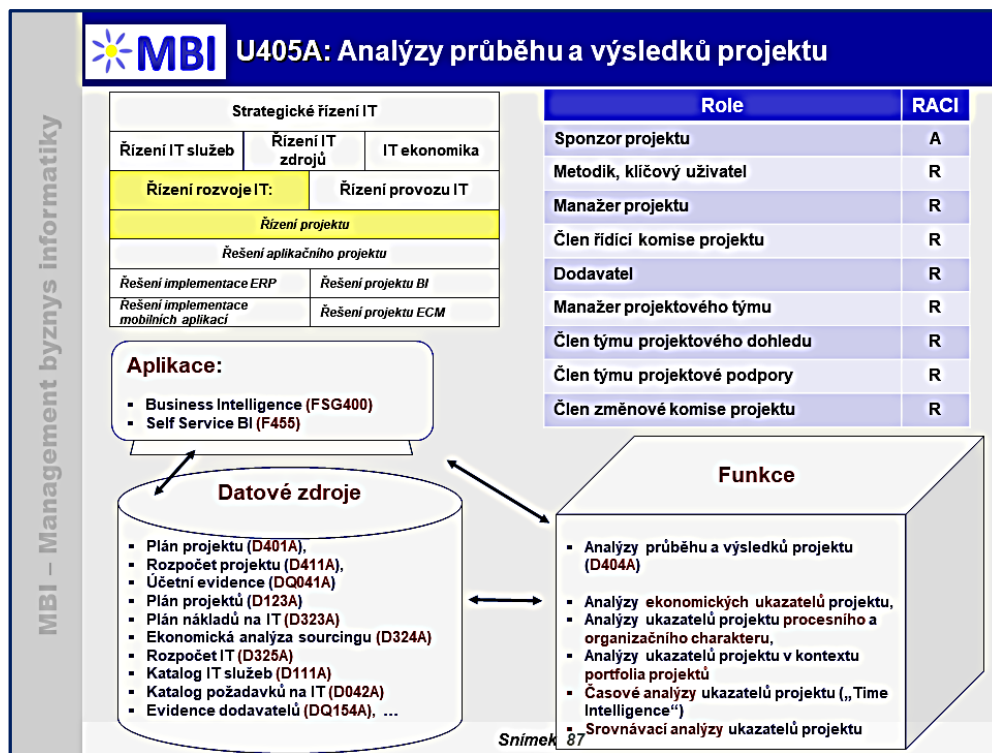 MBI
U405A: Analýzy průběhu a výsledků projektu
MBI – Management byznys informatiky
Strategické řízení IT
Řízení IT služeb
Řízení IT
zdrojů
IT ekonomika
Řízení rozvoje IT:
Řízení provozu IT
Řízení projektu
Řešení aplikačního projektu
Řešení implementace ERP
Řešení projektu BI
Řešení implementace
mobilních aplikací
Řešení projektu ECM
Role RACI
Sponzor projektu A
Metodik, klíčový uživatel R
Manažer projektu R
Člen řídící komise projektu R
Dodavatel R
Manažer projektového týmu R
Člen týmu projektového dohledu R
Člen týmu projektové podpory R
Člen změnové komise projektu R
Aplikace:
▪ Business Intelligence (FSG400)
▪ Self Service BI (F455)
Datové zdroje
▪ Plán projektu (D401A),
▪ Rozpočet projektu (D411A),
▪ Účetní evidence (DQ041A)
▪ Plán projektů (D123A)
▪ Plán nákladů na IT (D323A)
▪ Ekonomická analýza sourcingu (D324A)
▪ Rozpočet IT (D325A)
▪ Katalog IT služeb (D111A)
▪ Katalog požadavků na IT (D042A)
▪ Evidence dodavatelů (DQ154A), …
Funkce
▪ Analýzy průběhu a výsledků projektu
(D404A)
▪ Analýzy ekonomických ukazatelů projektu,
▪ Analýzy ukazatelů projektu procesního a
organizačního charakteru,
▪ Analýzy ukazatelů projektu v kontextu
portfolia projektů
▪ Časové analýzy ukazatelů projektu („Time
Intelligence“)
▪ Srovnávací analýzy ukazatelů projektu
Snímek 87